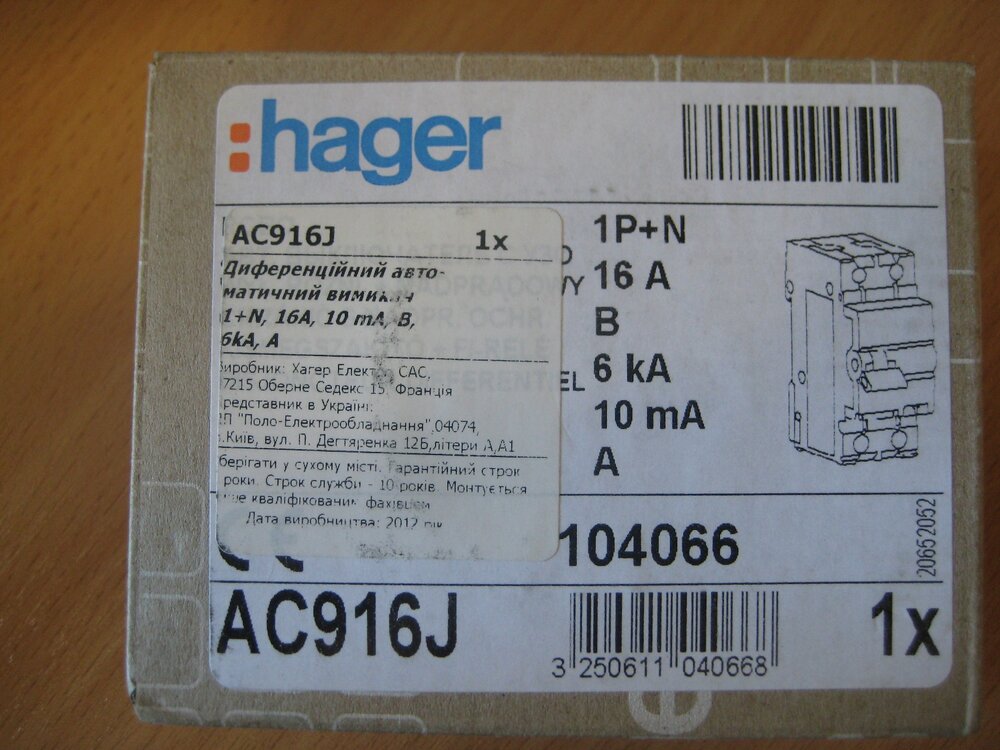 :hager
AC916J 1x
Диференційний авто-
матичний вимикач
1+N, 16A, 10 mA, B,
6kA, A
Виробник: Хагер Електро САС,
67215 Оберне Седекс 15, Франція
Представник в Україні:
"Поло-Електрообладнання",04074,
м.Київ, вул. П. Дегтяренка 12Б,літери А,А1
Зберігати у сухому місті. Гарантійний строк
роки. Строк служби - 10 років. Монтується
лише кваліфікованим фахівцем
Дата виробництва: 2012 рік
1P+N
16 A
B
6 kA
10 mA
A
104066
20652052
AC916J
3 250611 040668
1x